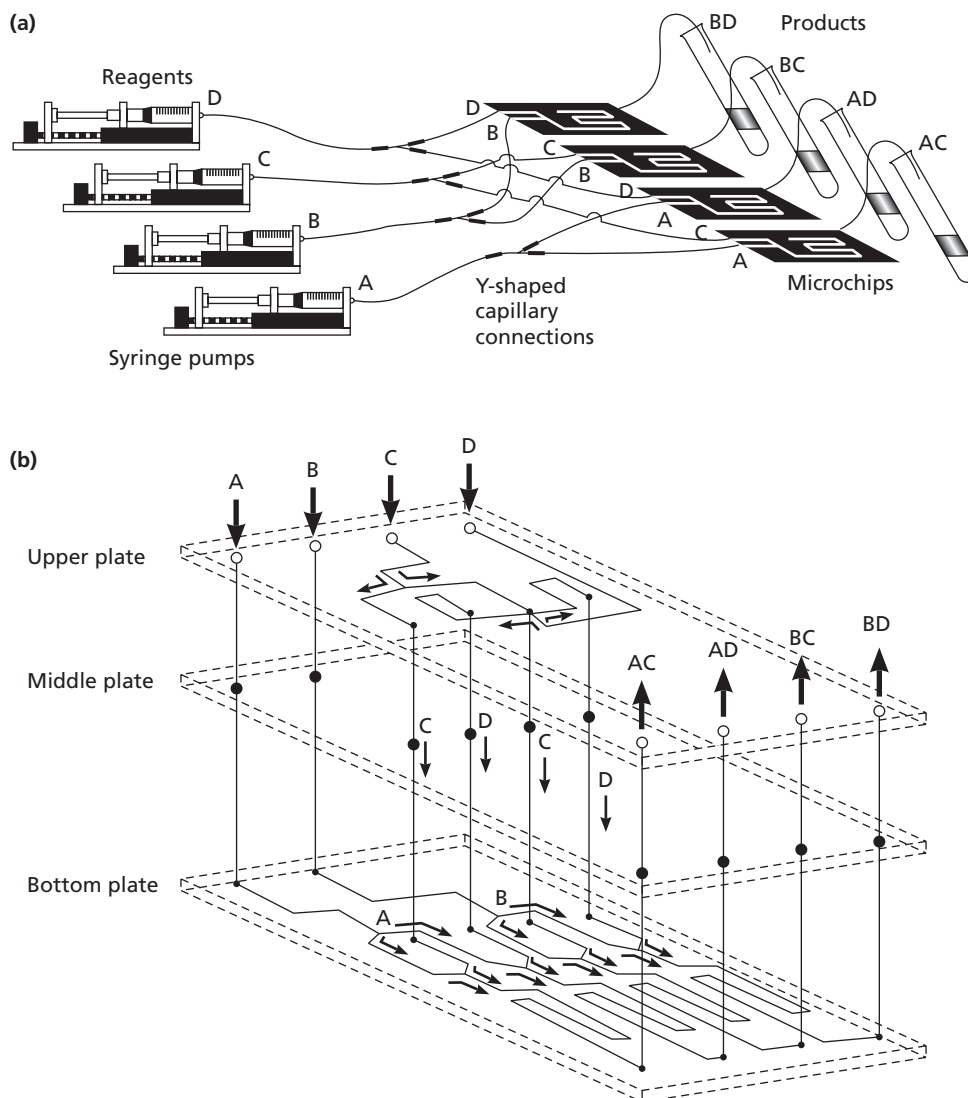 (a)
BD
Products
Reagents
BC
D
D
AD
B
C
C
AC
B
D
B
A
C
A
A
Y-shaped
capillary
connections
Microchips
Syringe pumps
(b)
A
B
C
D
Upper plate
AC
AD
BC
BD
Middle plate
C
D
C
D
Bottom plate
A
B